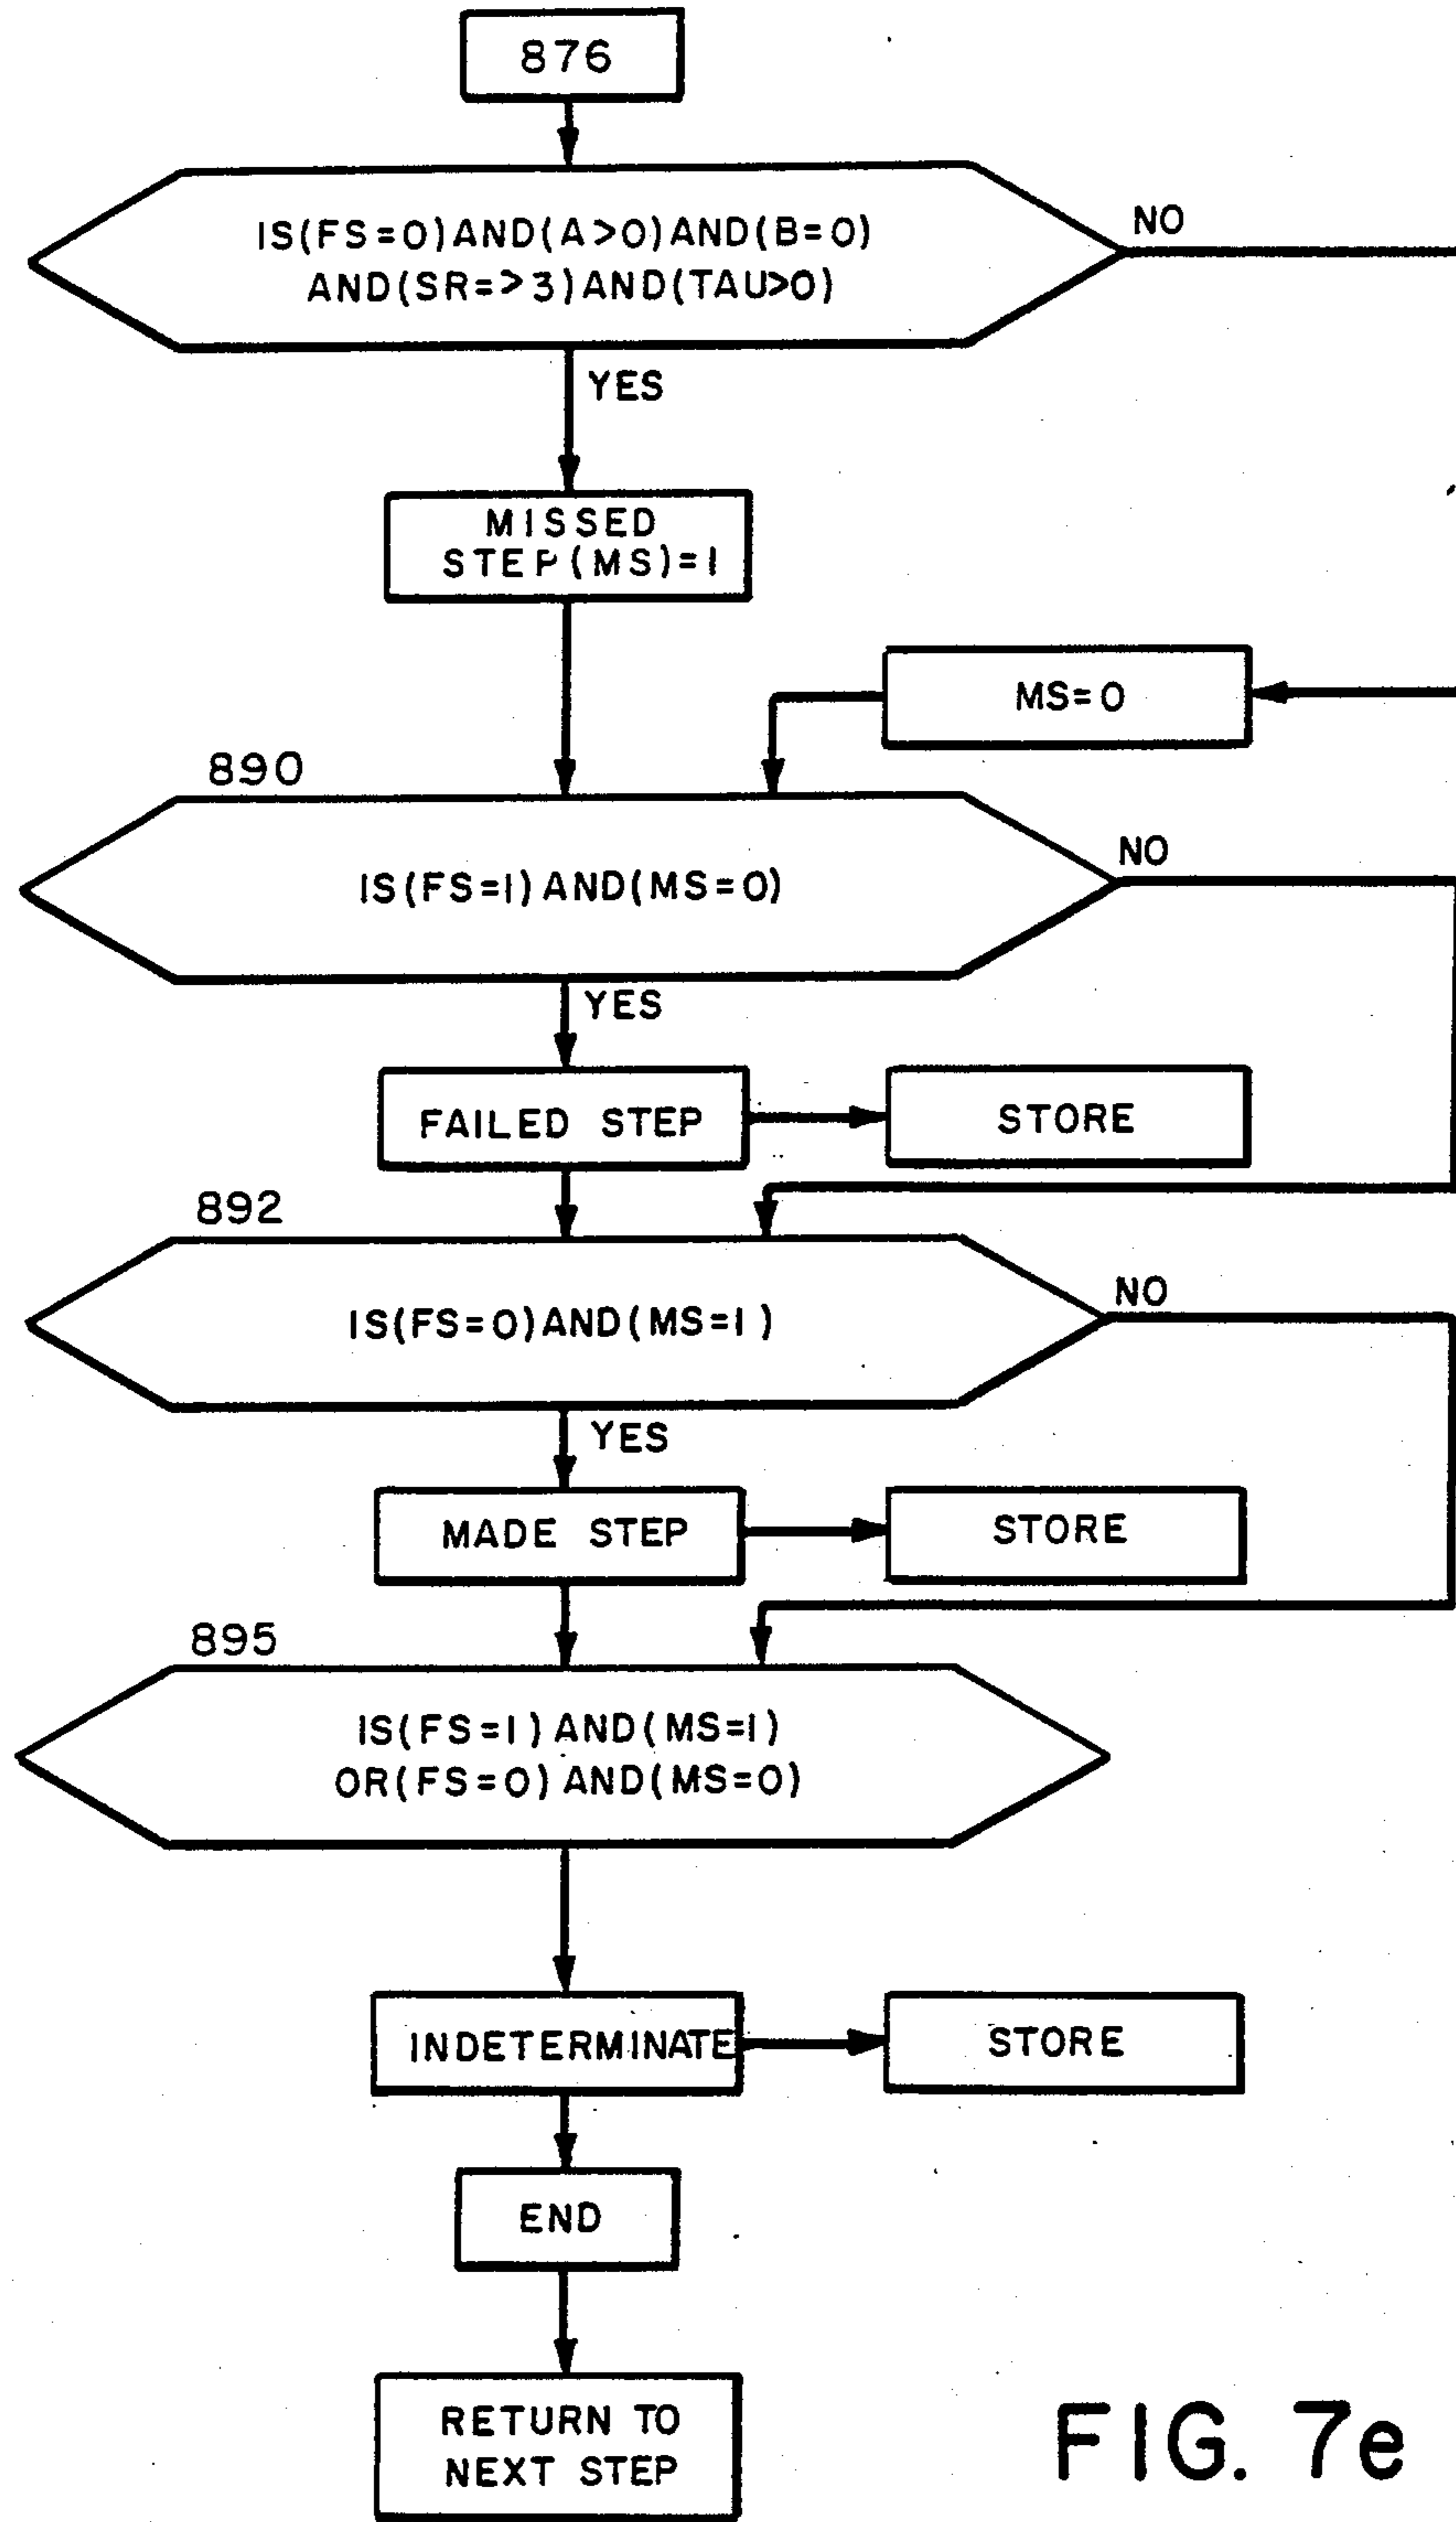 876
IS(FS=0)AND(A>0)AND(B=0)
AND(SR=>3)AND(TAU>0)
NO
YES
MISSED
STEP(MS)=1
MS=0
890
IS(FS=1)AND(MS=0)
NO
YES
FAILED STEP
STORE
892
IS(FS=0)AND(MS=1)
NO
YES
MADE STEP
STORE
895
IS(FS=1)AND(MS=1)
OR(FS=0)AND(MS=0)
INDETERMINATE
STORE
END
RETURN TO
NEXT STEP
FIG. 7e